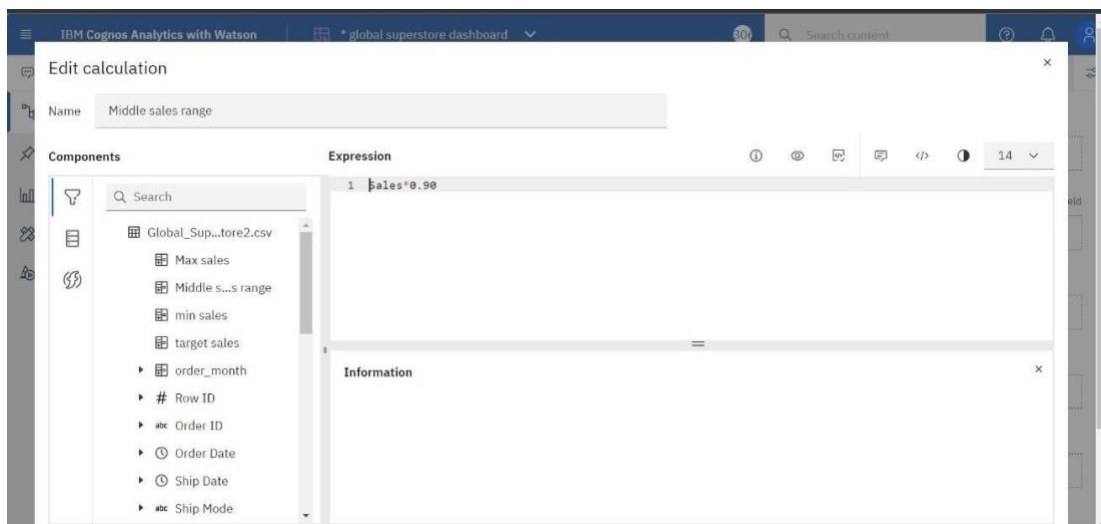 IBM Cognos Analytics with Watson
* global superstore dashboard
Search content
Edit calculation
Name
Middle sales range
Components
Expression
14
1 Sales*0.90
Search
Global_Sup...tore2.csv
Max sales
Middle s...s range
min sales
target sales
order_month
# Row ID
abc Order ID
Order Date
Ship Date
abc Ship Mode
Information